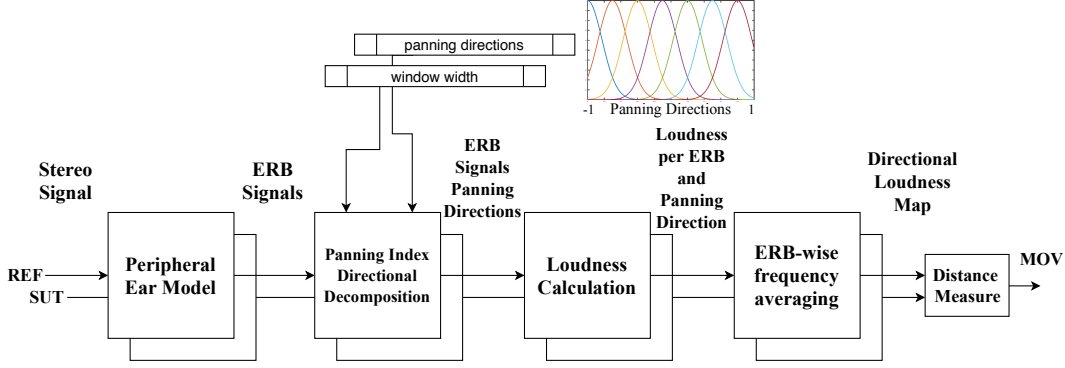 panning directions
window width
-1
Panning Directions
1
Stereo
Signal
ERB
Signals
ERB
Signals
Panning
Directions
Loudness
per ERB
and
Panning
Direction
Directional
Loudness
Map
REF
SUT
Peripheral
Ear Model
Panning Index
Directional
Decomposition
Loudness
Calculation
ERB-wise
frequency
averaging
Distance
Measure
MOV